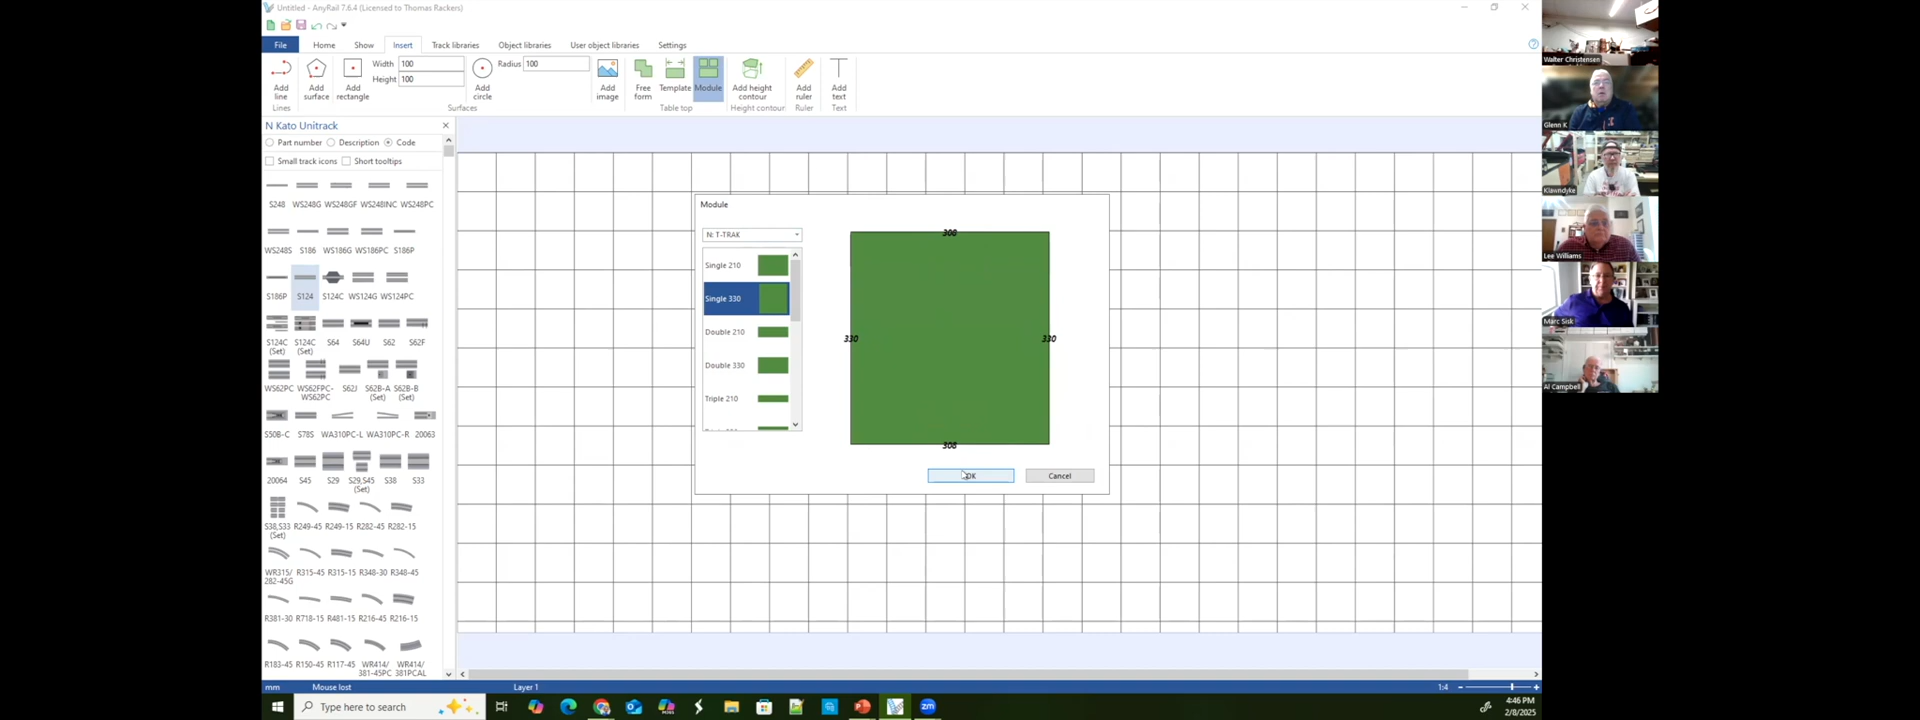 Untitled - AnyRail 7.6.4 (Licensed to Thomas Rackers)
File Home Show Insert Track libraries Object libraries User object libraries Settings
Add line
Add surface
Add rectangle
Width 100
Height 100
Add circle
Radius 100
Add image
Free form
Template
Module
Add height contour
Add ruler
Add text
Lines Surfaces Table top Height contour Ruler Text
N Kato Unitrack
Part number Description Code
Small track icons Short tooltips
S248 WS248G WS248GF WS248INC WS248PC
WS248S S186 WS186G WS186PC S186P
S186P S124 S124C WS124G WS124PC
S124C (Set) S124C (Set) S64 S64U S62 S62F
WS62PC WS62FPC-WS62PC S62J S62B-A (Set) S62B-B (Set)
S50B-C S78S WA310PC-L WA310PC-R 20063
20064 S45 S29 S29,S45 (Set) S38 S33
S38,S33 (Set) R249-45 R249-15 R282-45 R282-15
WR315/282-45G R315-45 R315-15 R348-30 R348-45
R381-30 R718-15 R481-15 R216-45 R216-15
R183-45 R150-45 R117-45 WR414/381-45PC WR414/381PCAL
Module
N: T-TRAK
Single 210
Single 330
Double 210
Double 330
Triple 210
308
330
330
308
OK Cancel
Walter Christensen
Glenn K
Klawndyke
Lee Williams
Marc Sisk
Al Campbell
mm Mouse lost Layer 1 1:4
Type here to search
4:46 PM
2/8/2025